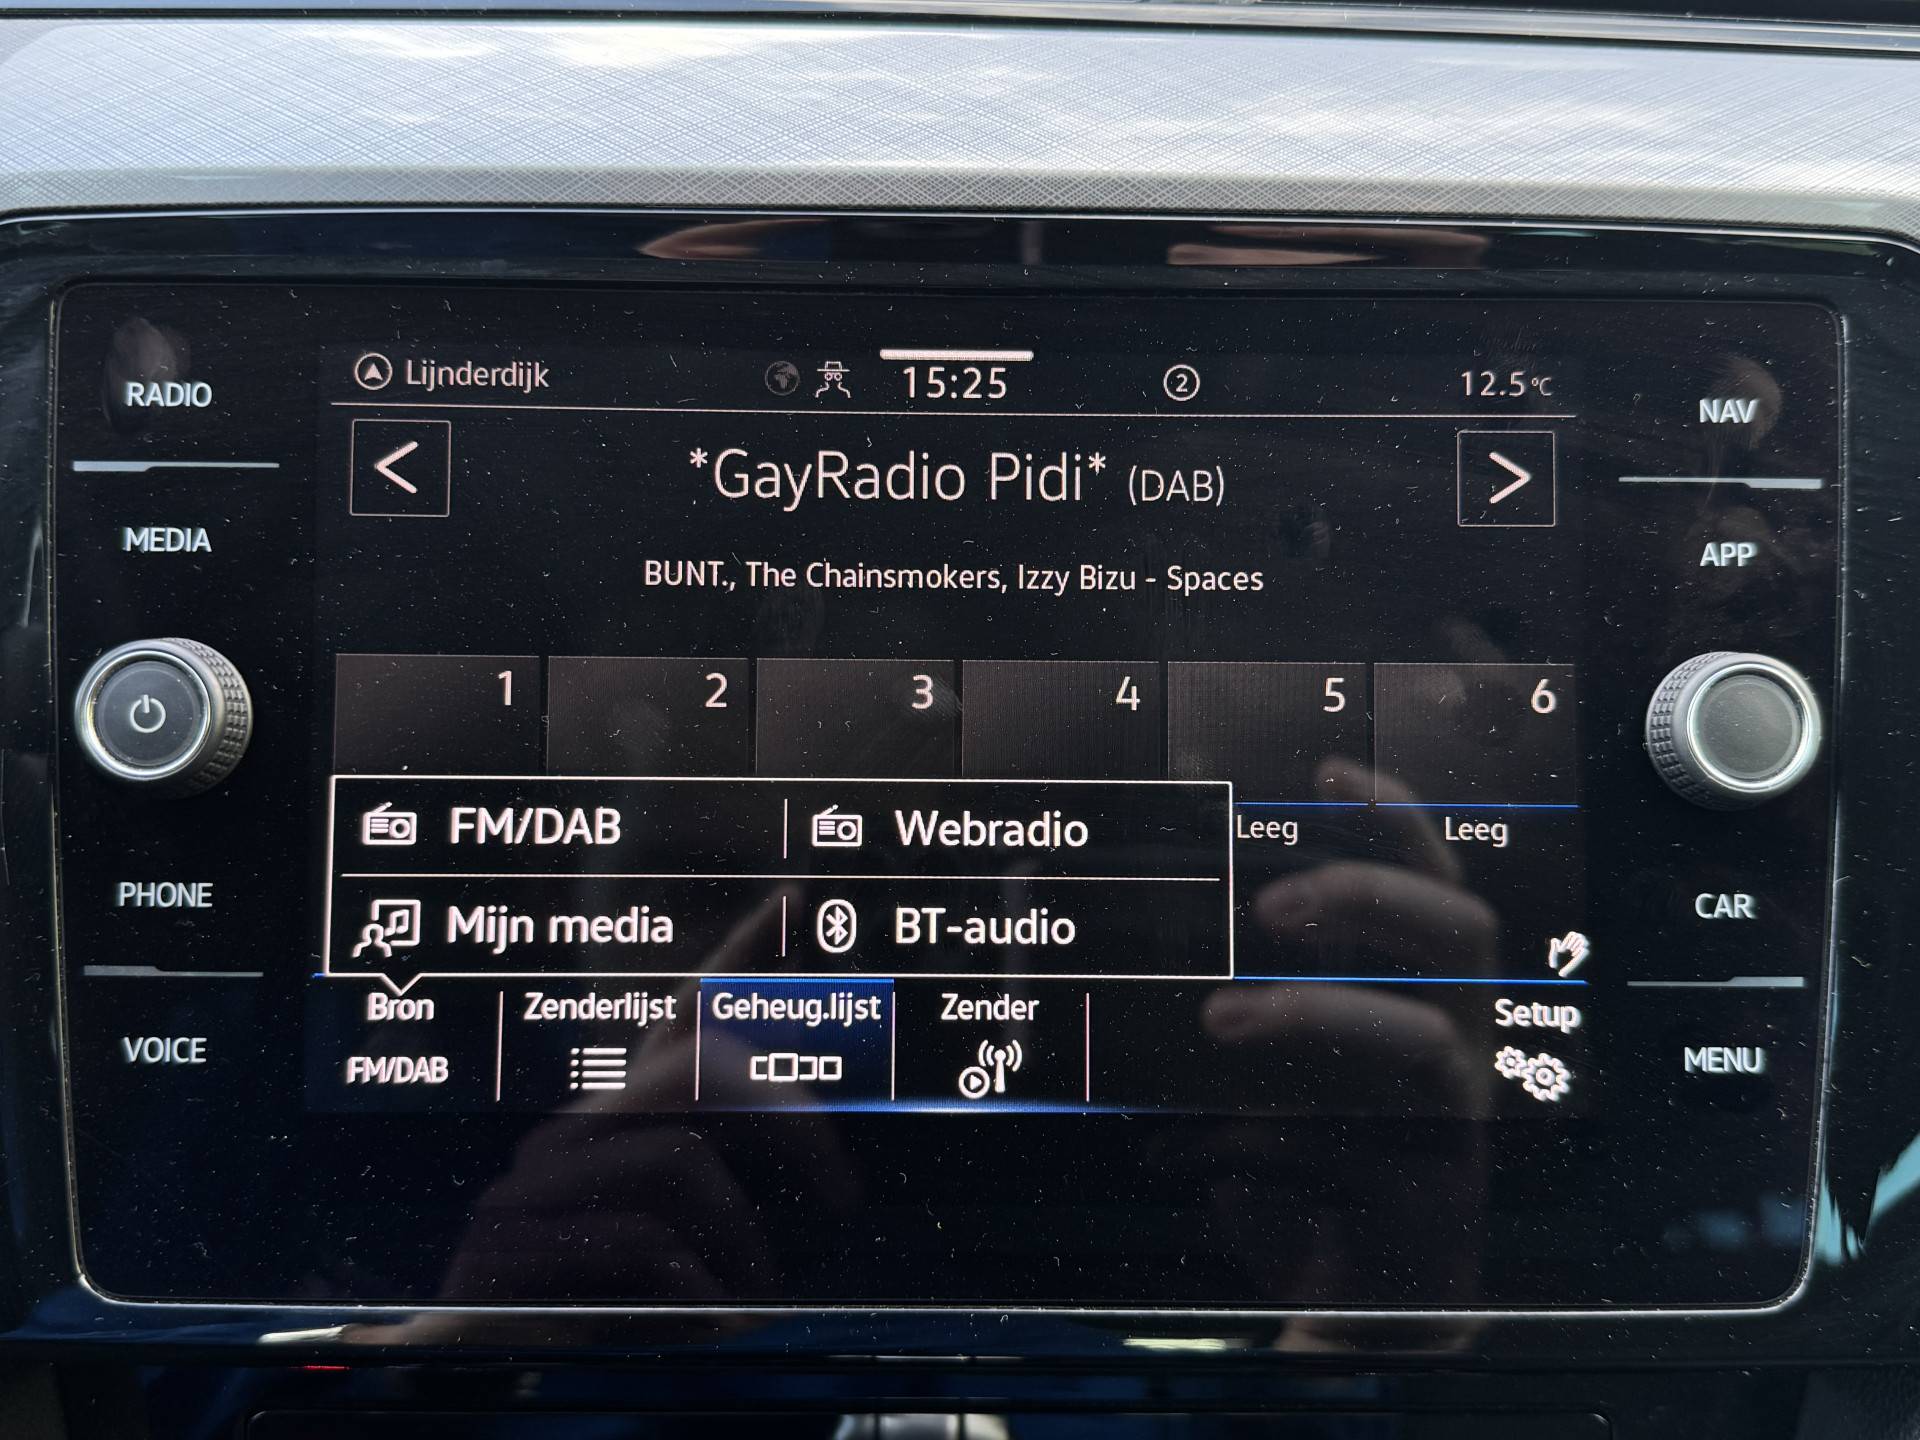 RADIO
MEDIA
PHONE
VOICE
Lijnderdijk
15:25
2
12.5°C
<
*GayRadio Pidi* (DAB)
>
BUNT., The Chainsmokers, Izzy Bizu - Spaces
1 2 3 4 5 6
FM/DAB
Webradio
Leeg
Leeg
Mijn media
BT-audio
Bron
Zenderlijst
Geheug.lijst
Zender
Setup
FM/DAB
NAV
APP
CAR
MENU